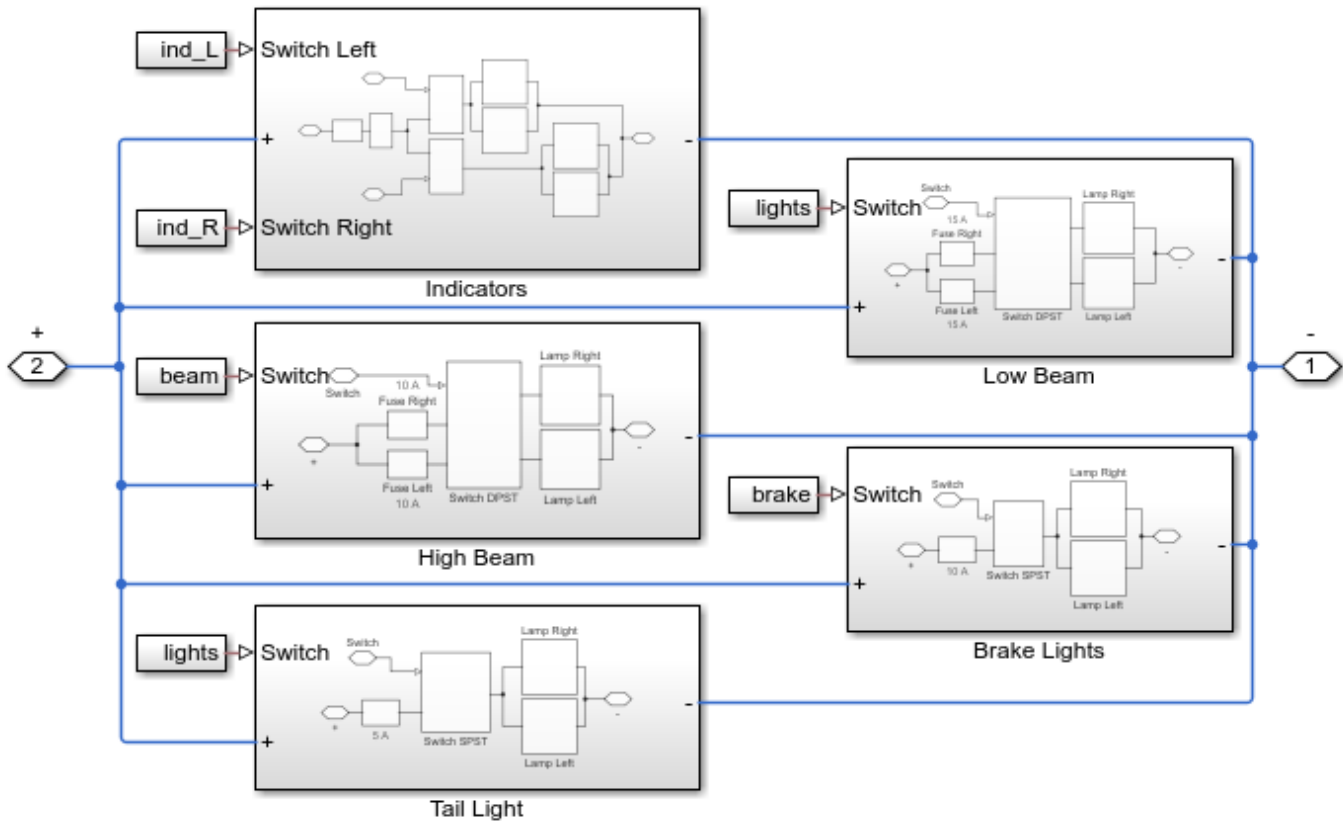 ind_L
Switch Left
+
-
ind_R
Switch Right
Indicators
lights
Switch
Switch
15 A
Fuse Right
Lamp Right
+
-
Fuse Left
15 A
Switch DPST
Lamp Left
+
-
Low Beam
+
2
-
1
beam
Switch
Switch
10 A
Fuse Right
Lamp Right
+
-
Fuse Left
10 A
Switch DPST
Lamp Left
+
-
High Beam
brake
Switch
Switch
Lamp Right
+
-
10 A
Switch SPST
Lamp Left
+
-
Brake Lights
lights
Switch
Switch
Lamp Right
+
-
5 A
Switch SPST
Lamp Left
+
-
Tail Light